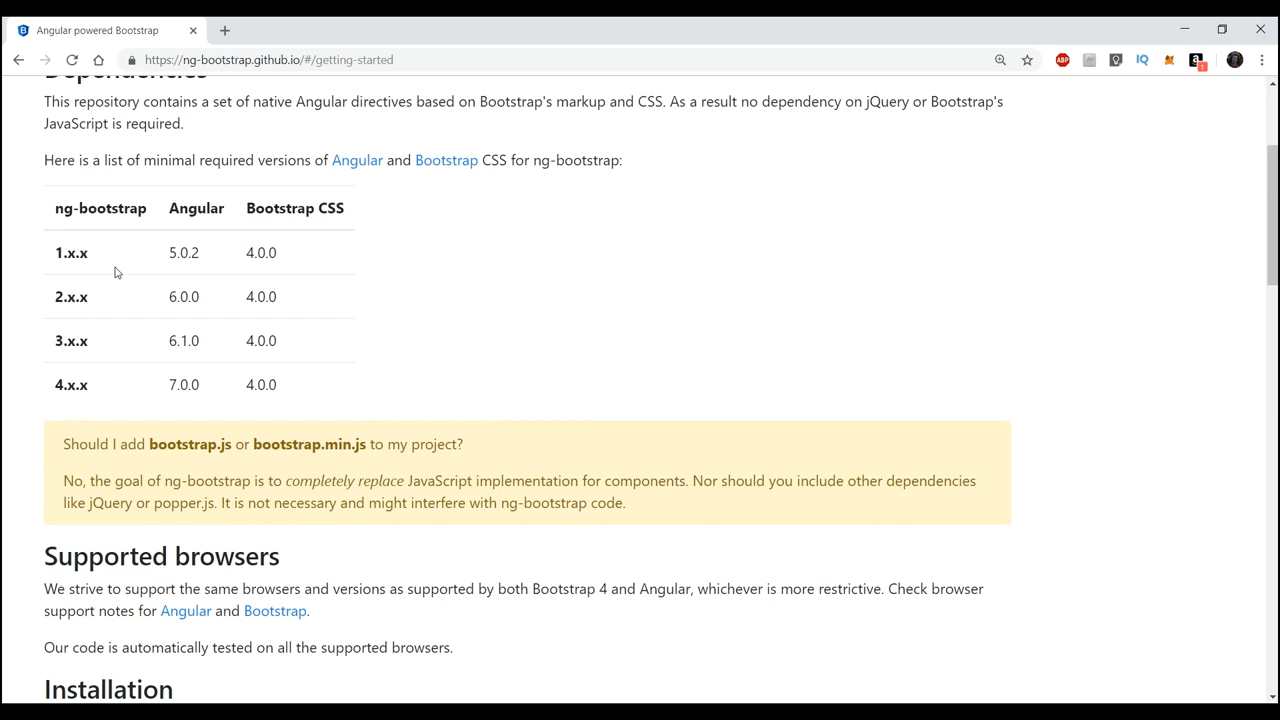 Angular powered Bootstrap
https://ng-bootstrap.github.io/#/getting-started
ABP
IQ
a
1
Dependencies
This repository contains a set of native Angular directives based on Bootstrap's markup and CSS. As a result no dependency on jQuery or Bootstrap's
JavaScript is required.
Here is a list of minimal required versions of Angular and Bootstrap CSS for ng-bootstrap:
ng-bootstrap Angular Bootstrap CSS
1.x.x 5.0.2 4.0.0
2.x.x 6.0.0 4.0.0
3.x.x 6.1.0 4.0.0
4.x.x 7.0.0 4.0.0
Should I add bootstrap.js or bootstrap.min.js to my project?
No, the goal of ng-bootstrap is to completely replace JavaScript implementation for components. Nor should you include other dependencies
like jQuery or popper.js. It is not necessary and might interfere with ng-bootstrap code.
Supported browsers
We strive to support the same browsers and versions as supported by both Bootstrap 4 and Angular, whichever is more restrictive. Check browser
support notes for Angular and Bootstrap.
Our code is automatically tested on all the supported browsers.
Installation